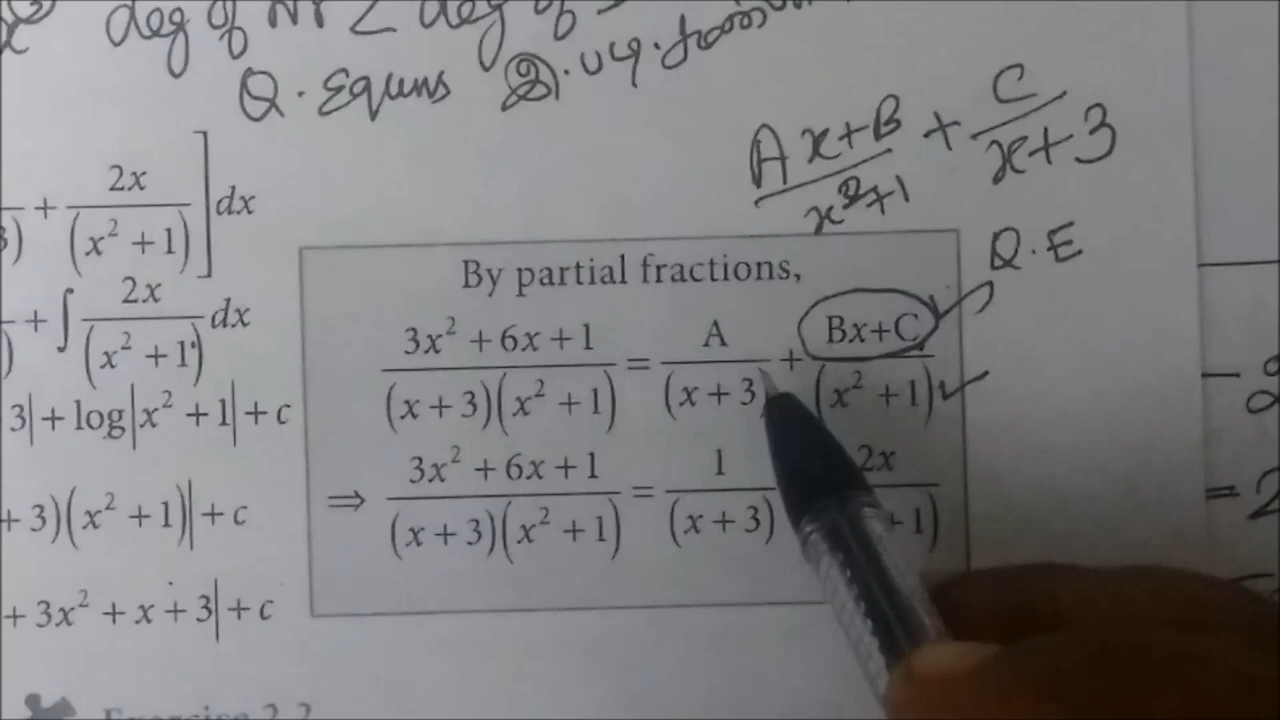 deg of Nr < deg of
Q. Equns
Ax+B/x²+1 + C/x+3
Q.E
+ 2x/(x² +1)] dx
+ ∫ 2x/(x² +1) dx
3| + log|x² +1| + c
+ 3)(x² +1)| + c
+ 3x² + x + 3| + c
By partial fractions,
3x² + 6x + 1/(x + 3)(x² + 1) = A/(x + 3) + Bx+C/(x² + 1)
⇒ 3x² + 6x + 1/(x + 3)(x² + 1) = 1/(x + 3) 2x/ 1)
= 2